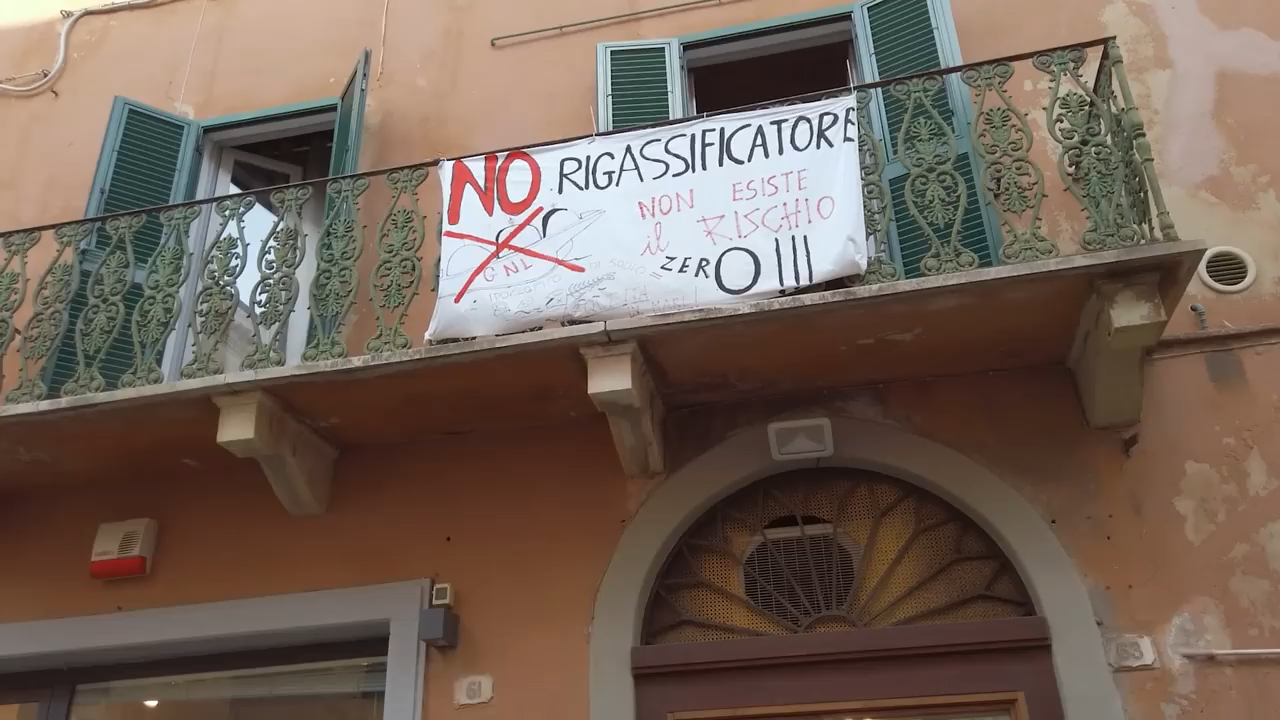 NO RIGASSIFICATORE
NON ESISTE
il RISCHIO
ZERO!!!
GNL
61
63